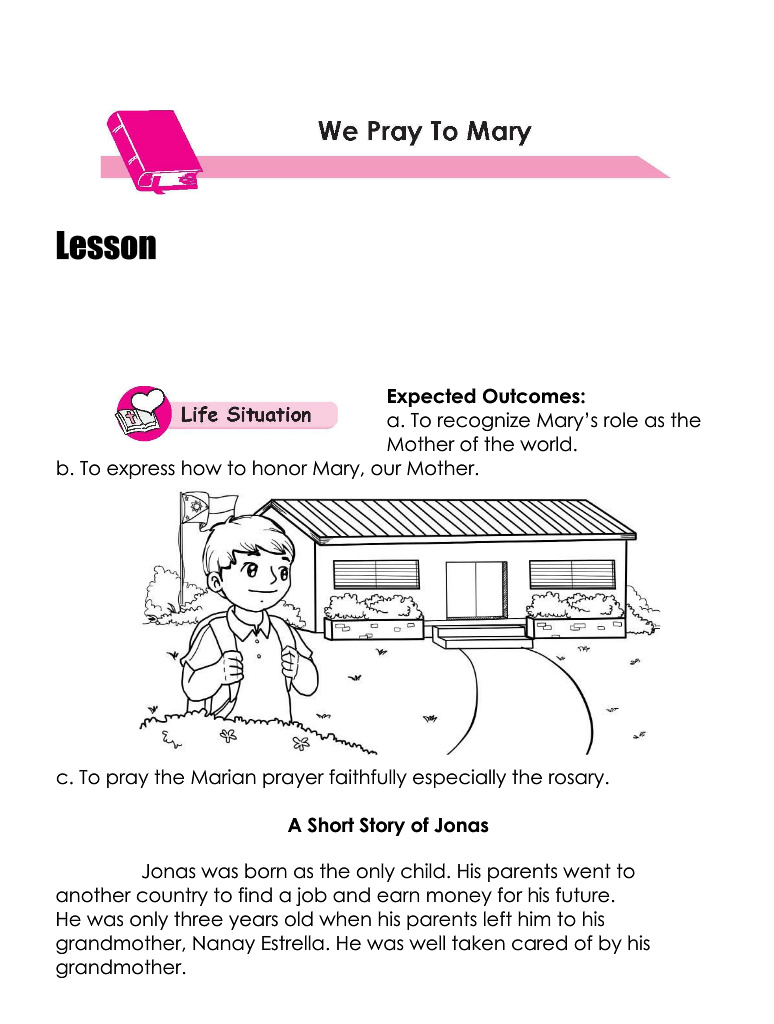 We Pray To Mary
Lesson
Life Situation
Expected Outcomes:
a. To recognize Mary’s role as the
Mother of the world.
b. To express how to honor Mary, our Mother.
c. To pray the Marian prayer faithfully especially the rosary.
A Short Story of Jonas
Jonas was born as the only child. His parents went to
another country to find a job and earn money for his future.
He was only three years old when his parents left him to his
grandmother, Nanay Estrella. He was well taken cared of by his
grandmother.